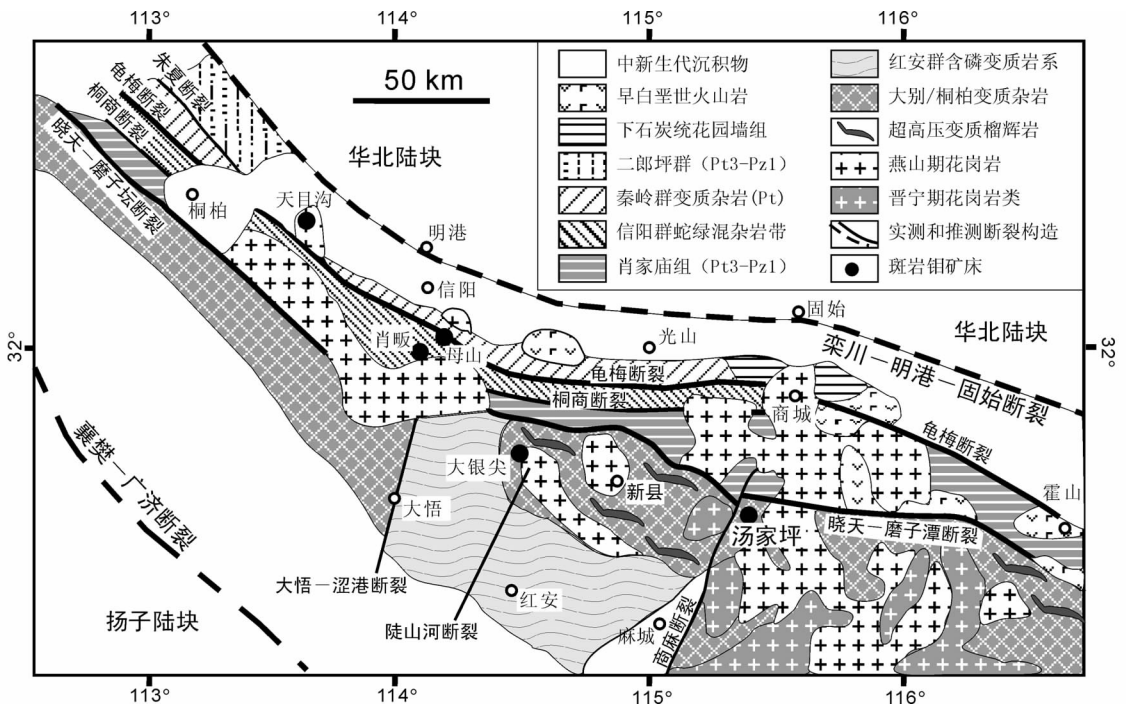 113°
114°
115°
116°
50 km
中新生代沉积物
早白垩世火山岩
下石炭统花园墙组
二郎坪群（Pt3-Pz1）
秦岭群变质杂岩(Pt)
信阳群蛇绿混杂岩带
肖家庙组（Pt3-Pz1）
红安群含磷变质岩系
大别/桐柏变质杂岩
超高压变质榴辉岩
燕山期花岗岩
晋宁期花岗岩类
实测和推测断裂构造
斑岩钼矿床
朱夏断裂
龟梅断裂
桐商断裂
晓天－磨子坛断裂
华北陆块
桐柏
天目沟
明港
信阳
肖畈
母山
光山
固始
华北陆块
栾川－明港－固始断裂
32°
32°
龟梅断裂
桐商断裂
商城
龟梅断裂
霍山
襄樊－广济断裂
大银尖
新县
大悟
汤家坪
晓天－磨子潭断裂
大悟－涩港断裂
红安
陡山河断裂
麻城
商麻断裂
扬子陆块
113°
114°
115°
116°